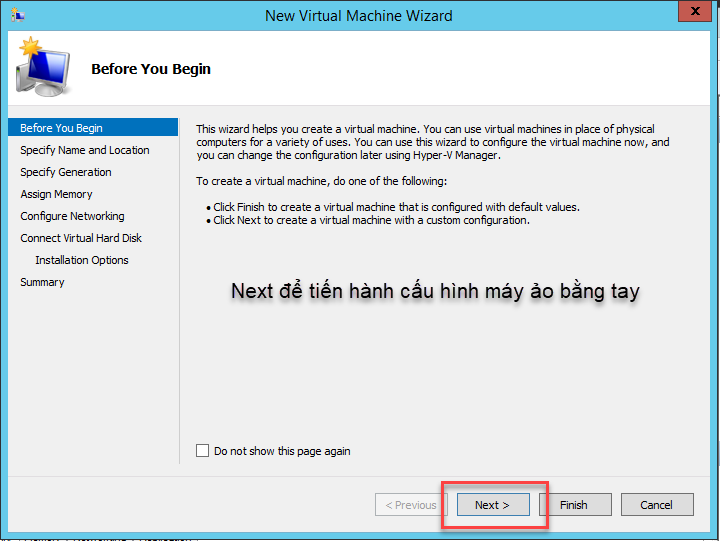 New Virtual Machine Wizard
x
Before You Begin
Before You Begin
Specify Name and Location
Specify Generation
Assign Memory
Configure Networking
Connect Virtual Hard Disk
Installation Options
Summary
This wizard helps you create a virtual machine. You can use virtual machines in place of physical
computers for a variety of uses. You can use this wizard to configure the virtual machine now, and
you can change the configuration later using Hyper-V Manager.
To create a virtual machine, do one of the following:
• Click Finish to create a virtual machine that is configured with default values.
• Click Next to create a virtual machine with a custom configuration.
Next để tiến hành cấu hình máy ảo bằng tay
Do not show this page again
< Previous
Next >
Finish
Cancel